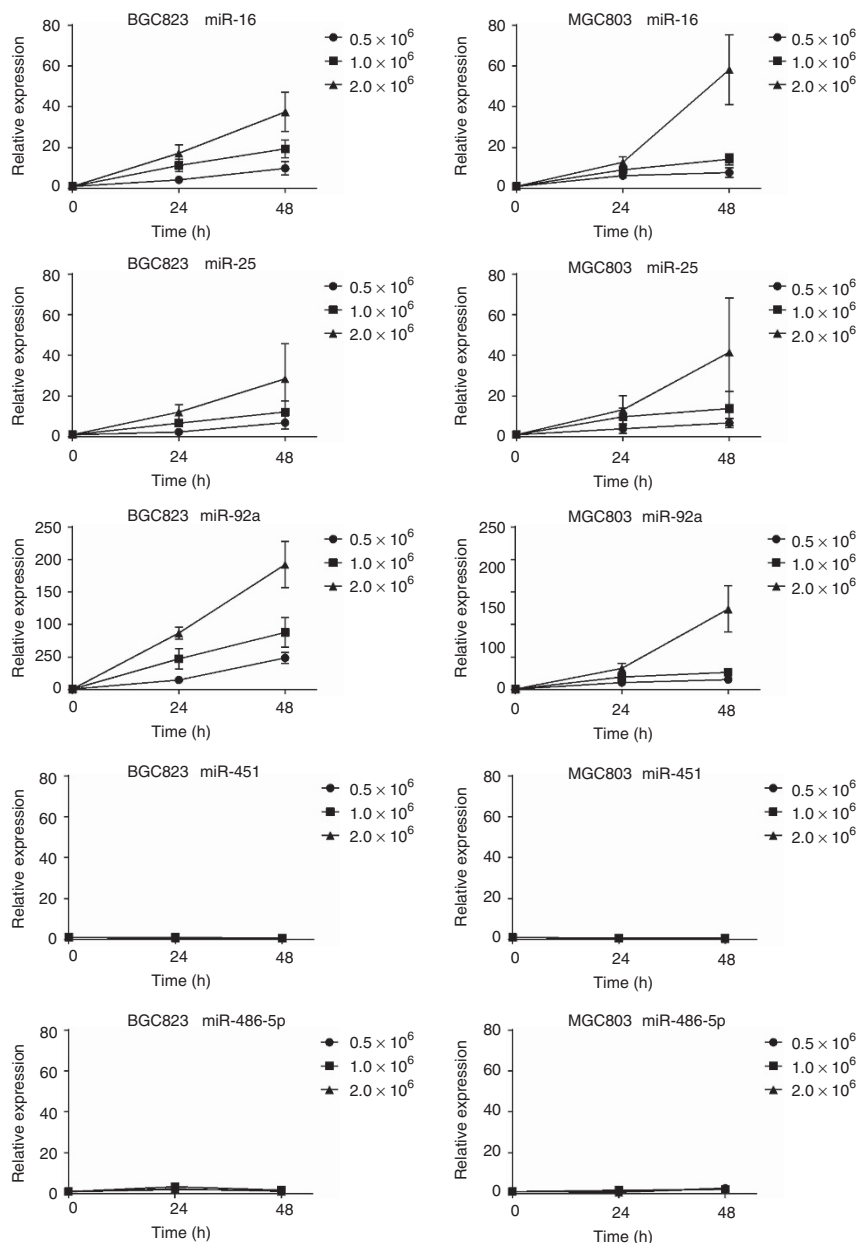 BGC823 miR-16
Relative expression
80
60
40
20
0
0 24 48
Time (h)
0.5 × 10⁶
1.0 × 10⁶
2.0 × 10⁶
MGC803 miR-16
Relative expression
80
60
40
20
0
0 24 48
Time (h)
0.5 × 10⁶
1.0 × 10⁶
2.0 × 10⁶
BGC823 miR-25
Relative expression
80
60
40
20
0
0 24 48
Time (h)
0.5 × 10⁶
1.0 × 10⁶
2.0 × 10⁶
MGC803 miR-25
Relative expression
80
60
40
20
0
0 24 48
Time (h)
0.5 × 10⁶
1.0 × 10⁶
2.0 × 10⁶
BGC823 miR-92a
Relative expression
250
200
150
100
250
0
0 24 48
Time (h)
0.5 × 10⁶
1.0 × 10⁶
2.0 × 10⁶
MGC803 miR-92a
Relative expression
250
200
150
100
0
0 24 48
Time (h)
0.5 × 10⁶
1.0 × 10⁶
2.0 × 10⁶
BGC823 miR-451
Relative expression
80
60
40
20
0
0 24 48
Time (h)
0.5 × 10⁶
1.0 × 10⁶
2.0 × 10⁶
MGC803 miR-451
Relative expression
80
60
40
20
0
0 24 48
Time (h)
0.5 × 10⁶
1.0 × 10⁶
2.0 × 10⁶
BGC823 miR-486-5p
Relative expression
80
60
40
20
0
0 24 48
Time (h)
0.5 × 10⁶
1.0 × 10⁶
2.0 × 10⁶
MGC803 miR-486-5p
Relative expression
80
60
40
20
0
0 24 48
Time (h)
0.5 × 10⁶
1.0 × 10⁶
2.0 × 10⁶